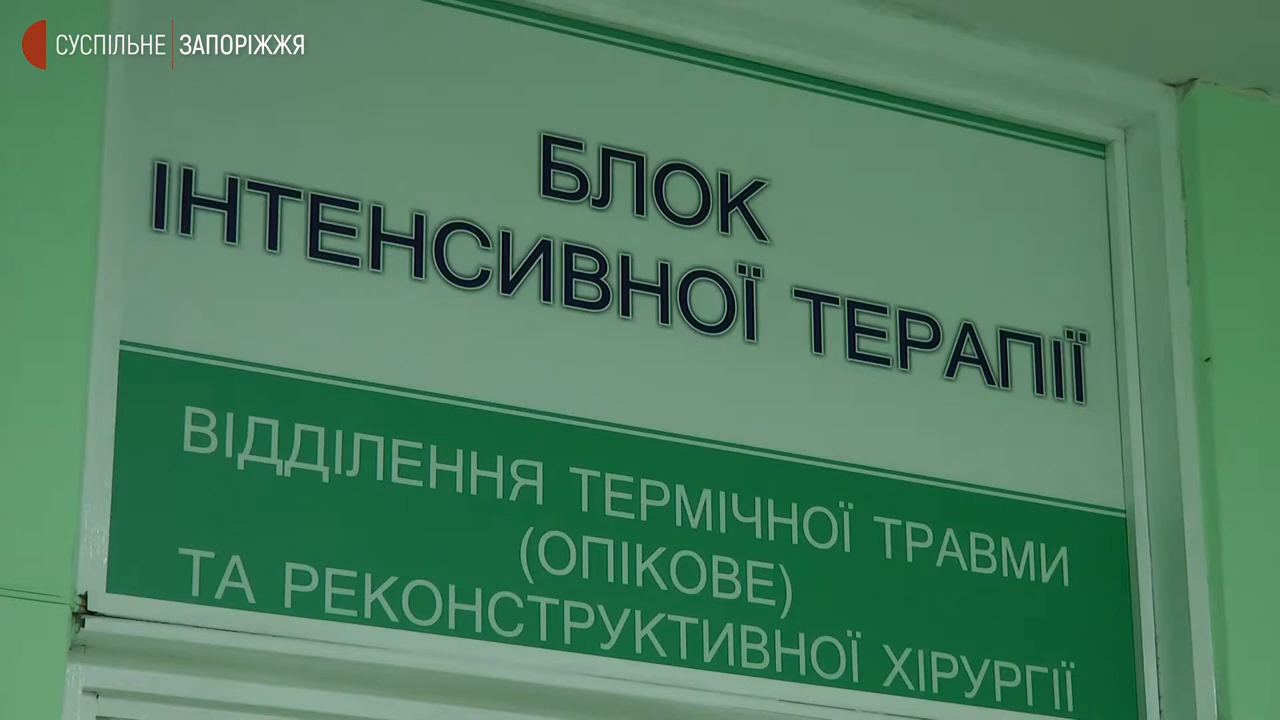 СУСПІЛЬНЕ ЗАПОРІЖЖЯ
БЛОК
ІНТЕНСИВНОЇ ТЕРАПІЇ
ВІДДІЛЕННЯ ТЕРМІЧНОЇ ТРАВМИ
(ОПІКОВЕ)
ТА РЕКОНСТРУКТИВНОЇ ХІРУРГІЇ